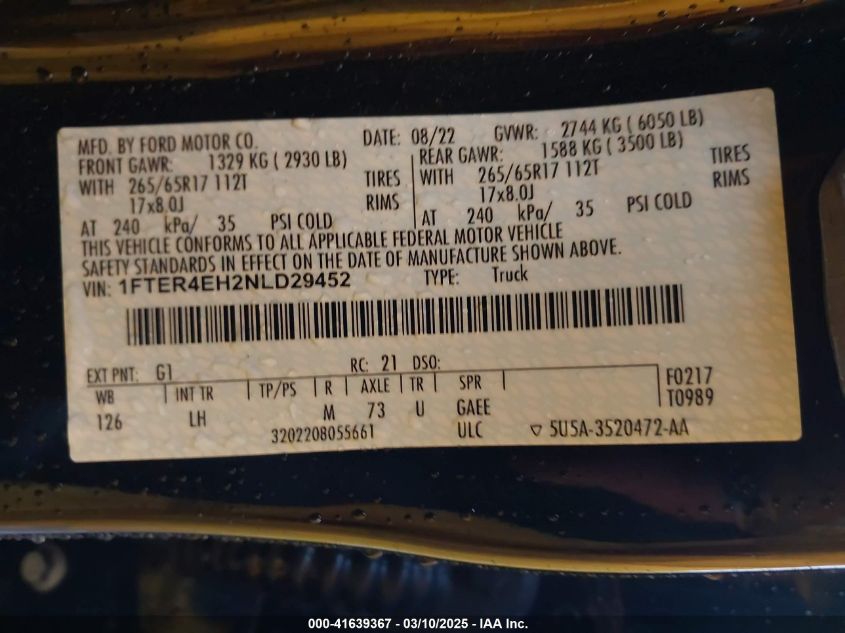 MFD. BY FORD MOTOR CO. DATE: 08/22 GVWR: 2744 KG ( 6050 LB)
FRONT GAWR: 1329 KG ( 2930 LB) REAR GAWR: 1588 KG ( 3500 LB)
WITH 265/65R17 112T TIRES WITH 265/65R17 112T TIRES
17x8.0J RIMS 17x8.0J RIMS
AT 240 kPa/ 35 PSI COLD AT 240 kPa/ 35 PSI COLD
THIS VEHICLE CONFORMS TO ALL APPLICABLE FEDERAL MOTOR VEHICLE
SAFETY STANDARDS IN EFFECT ON THE DATE OF MANUFACTURE SHOWN ABOVE.
VIN: 1FTER4EH2NLD29452 TYPE: Truck
EXT PNT: G1 RC: 21 DSO:
WB INT TR TP/PS R AXLE TR SPR F0217
126 LH M 73 U GAEE T0989
3202208055661 ULC ▽ 5U5A-3520472-AA
000-41639367 - 03/10/2025 - IAA Inc.